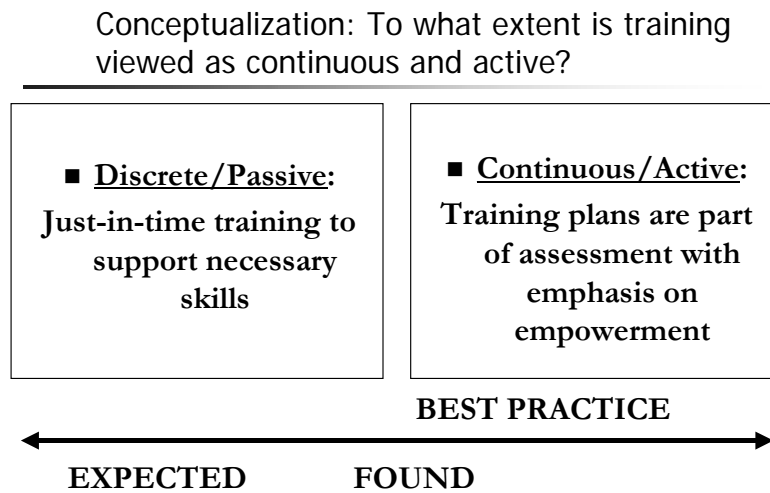 Conceptualization: To what extent is training
viewed as continuous and active?
■ Discrete/Passive:
Just-in-time training to
support necessary
skills
■ Continuous/Active:
Training plans are part
of assessment with
emphasis on
empowerment
BEST PRACTICE
EXPECTED FOUND